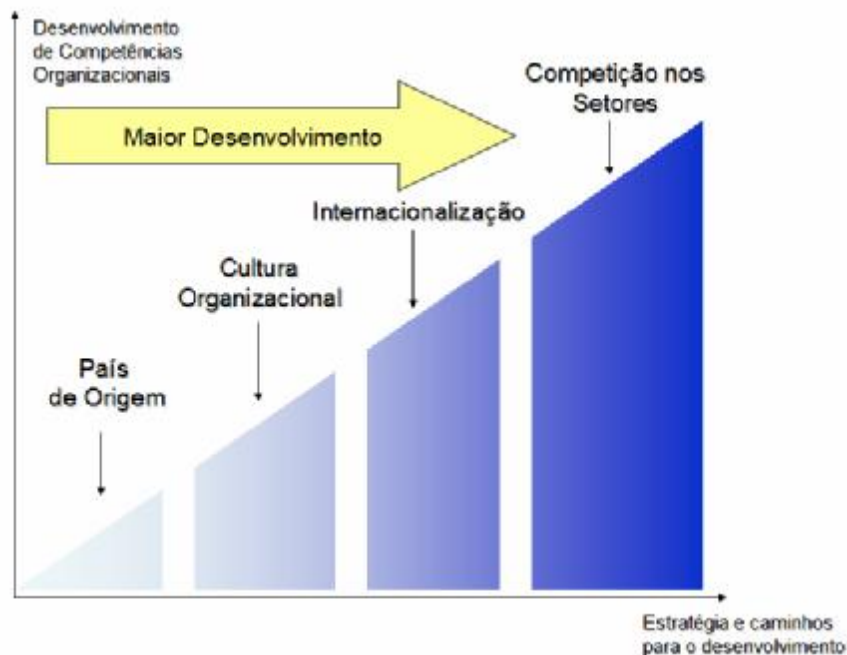 Desenvolvimento
de Competências
Organizacionais
Competição nos
Setores
Maior Desenvolvimento
Internacionalização
Cultura
Organizacional
País
de Origem
Estratégia e caminhos
para o desenvolvimento